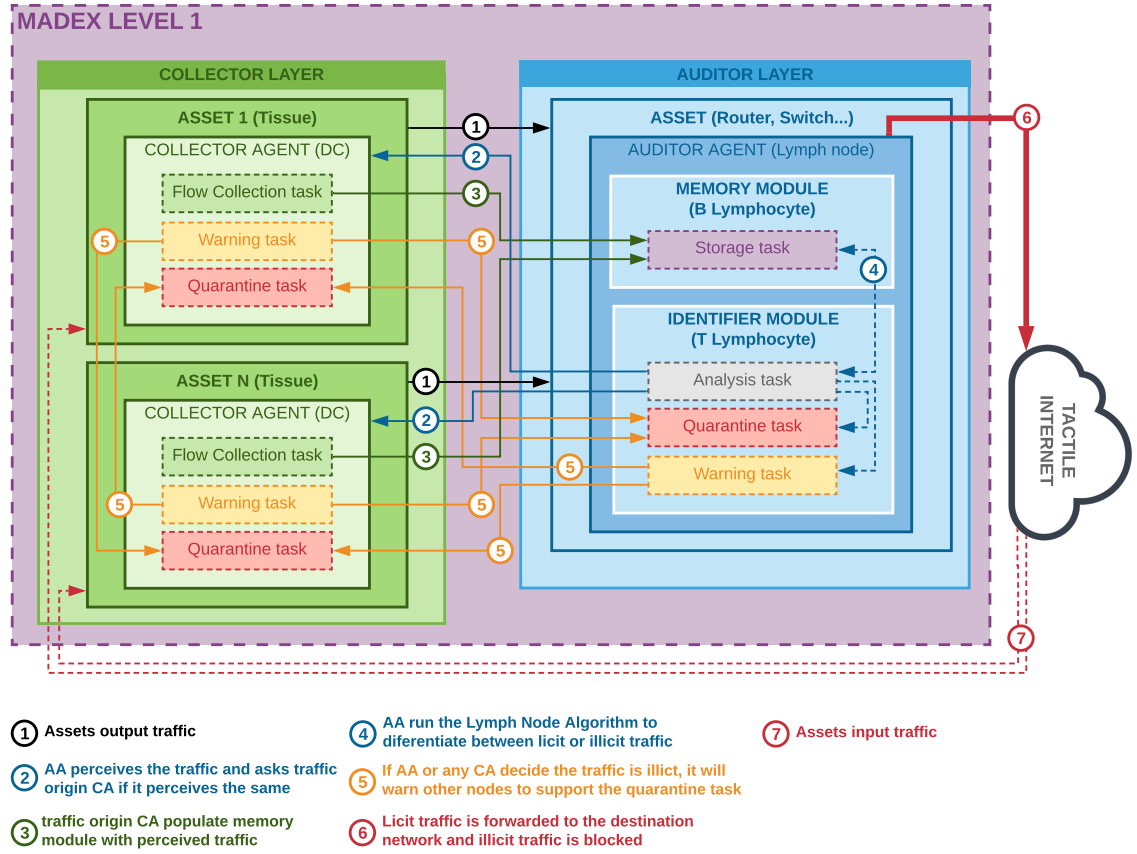 MADEX LEVEL 1
COLLECTOR LAYER
ASSET 1 (Tissue)
COLLECTOR AGENT (DC)
Flow Collection task
Warning task
Quarantine task
ASSET N (Tissue)
COLLECTOR AGENT (DC)
Flow Collection task
Warning task
Quarantine task
5
5
1
2
3
5
1
2
3
5
5
5
AUDITOR LAYER
ASSET (Router, Switch...)
AUDITOR AGENT (Lymph node)
MEMORY MODULE
(B Lymphocyte)
Storage task
4
IDENTIFIER MODULE
(T Lymphocyte)
Analysis task
Quarantine task
Warning task
6
TACTILE
INTERNET
7
1 Assets output traffic
2 AA perceives the traffic and asks traffic
origin CA if it perceives the same
3 traffic origin CA populate memory
module with perceived traffic
4 AA run the Lymph Node Algorithm to
diferentiate between licit or illicit traffic
5 If AA or any CA decide the traffic is illict, it will
warn other nodes to support the quarantine task
6 Licit traffic is forwarded to the destination
network and illicit traffic is blocked
7 Assets input traffic